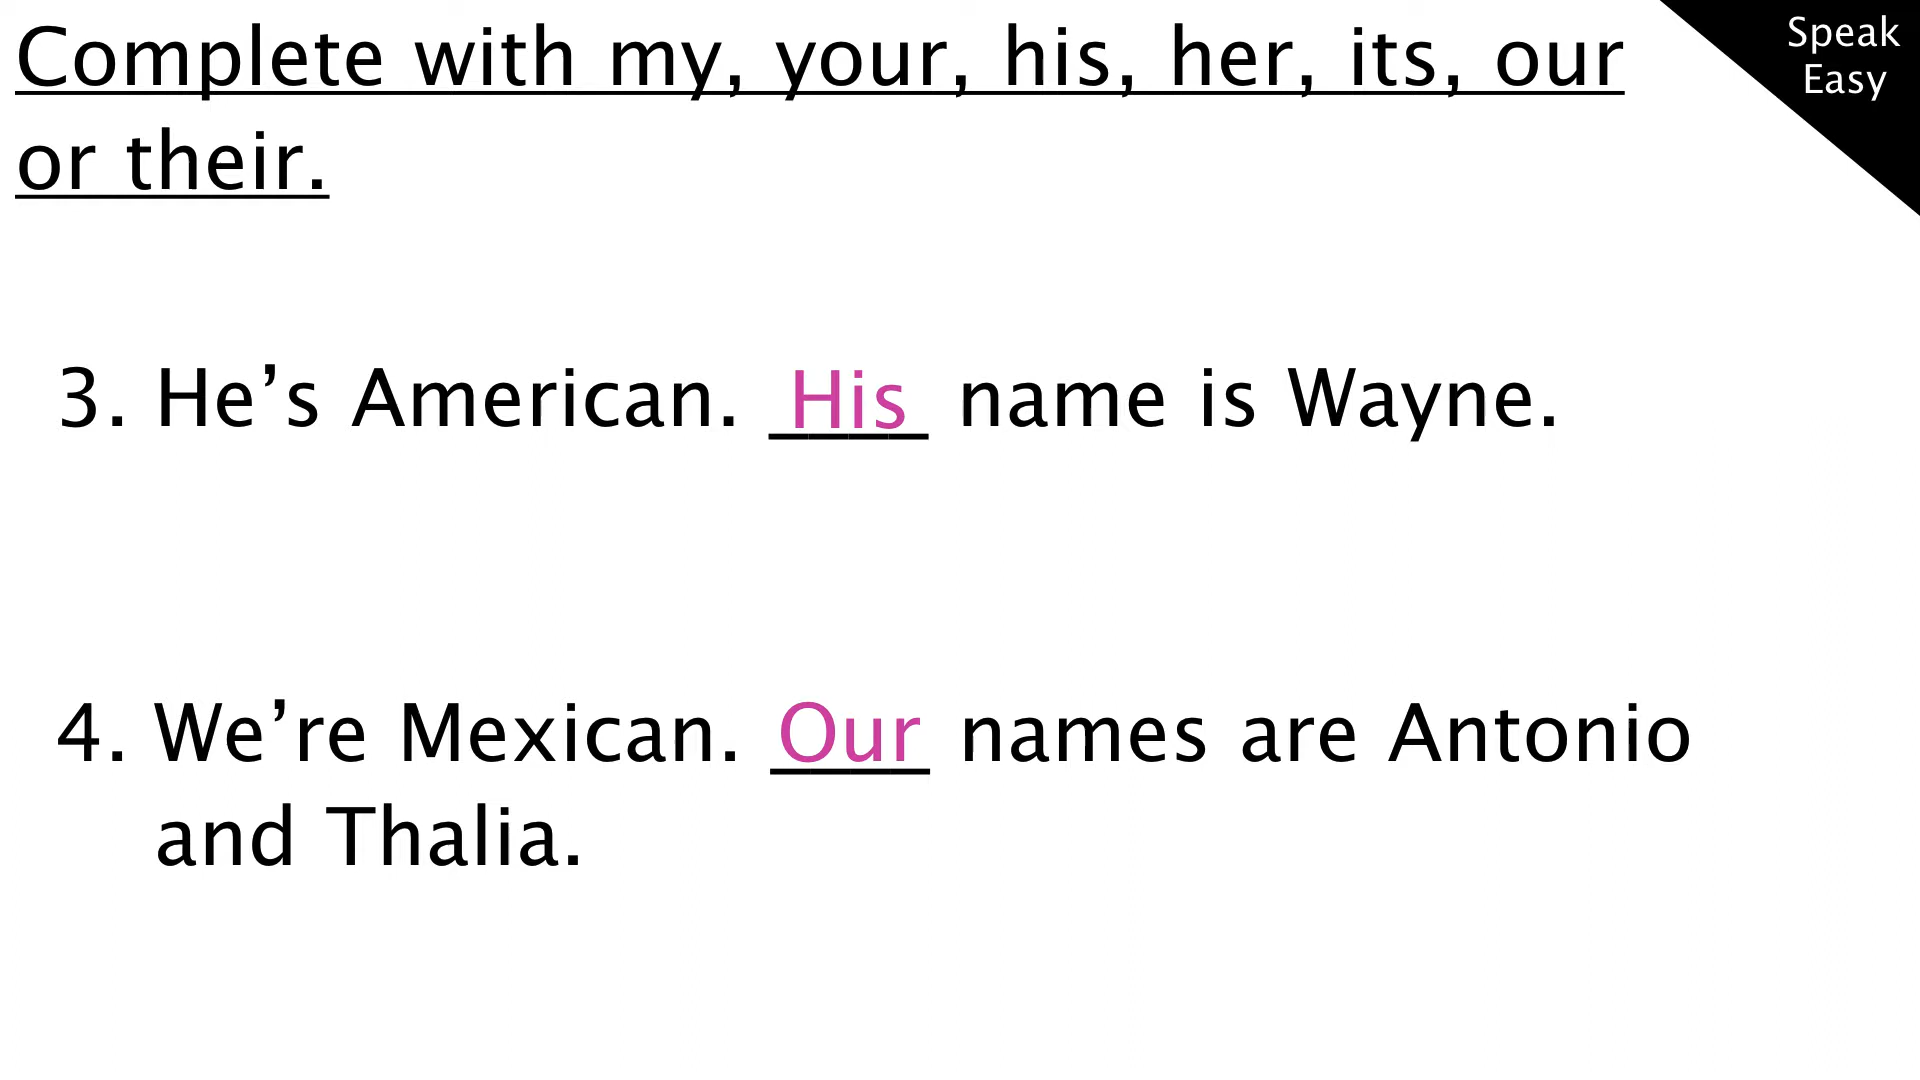 Complete with my, your, his, her, its, our
or their.
Speak
Easy
3. He’s American. His name is Wayne.
4. We’re Mexican. Our names are Antonio
and Thalia.